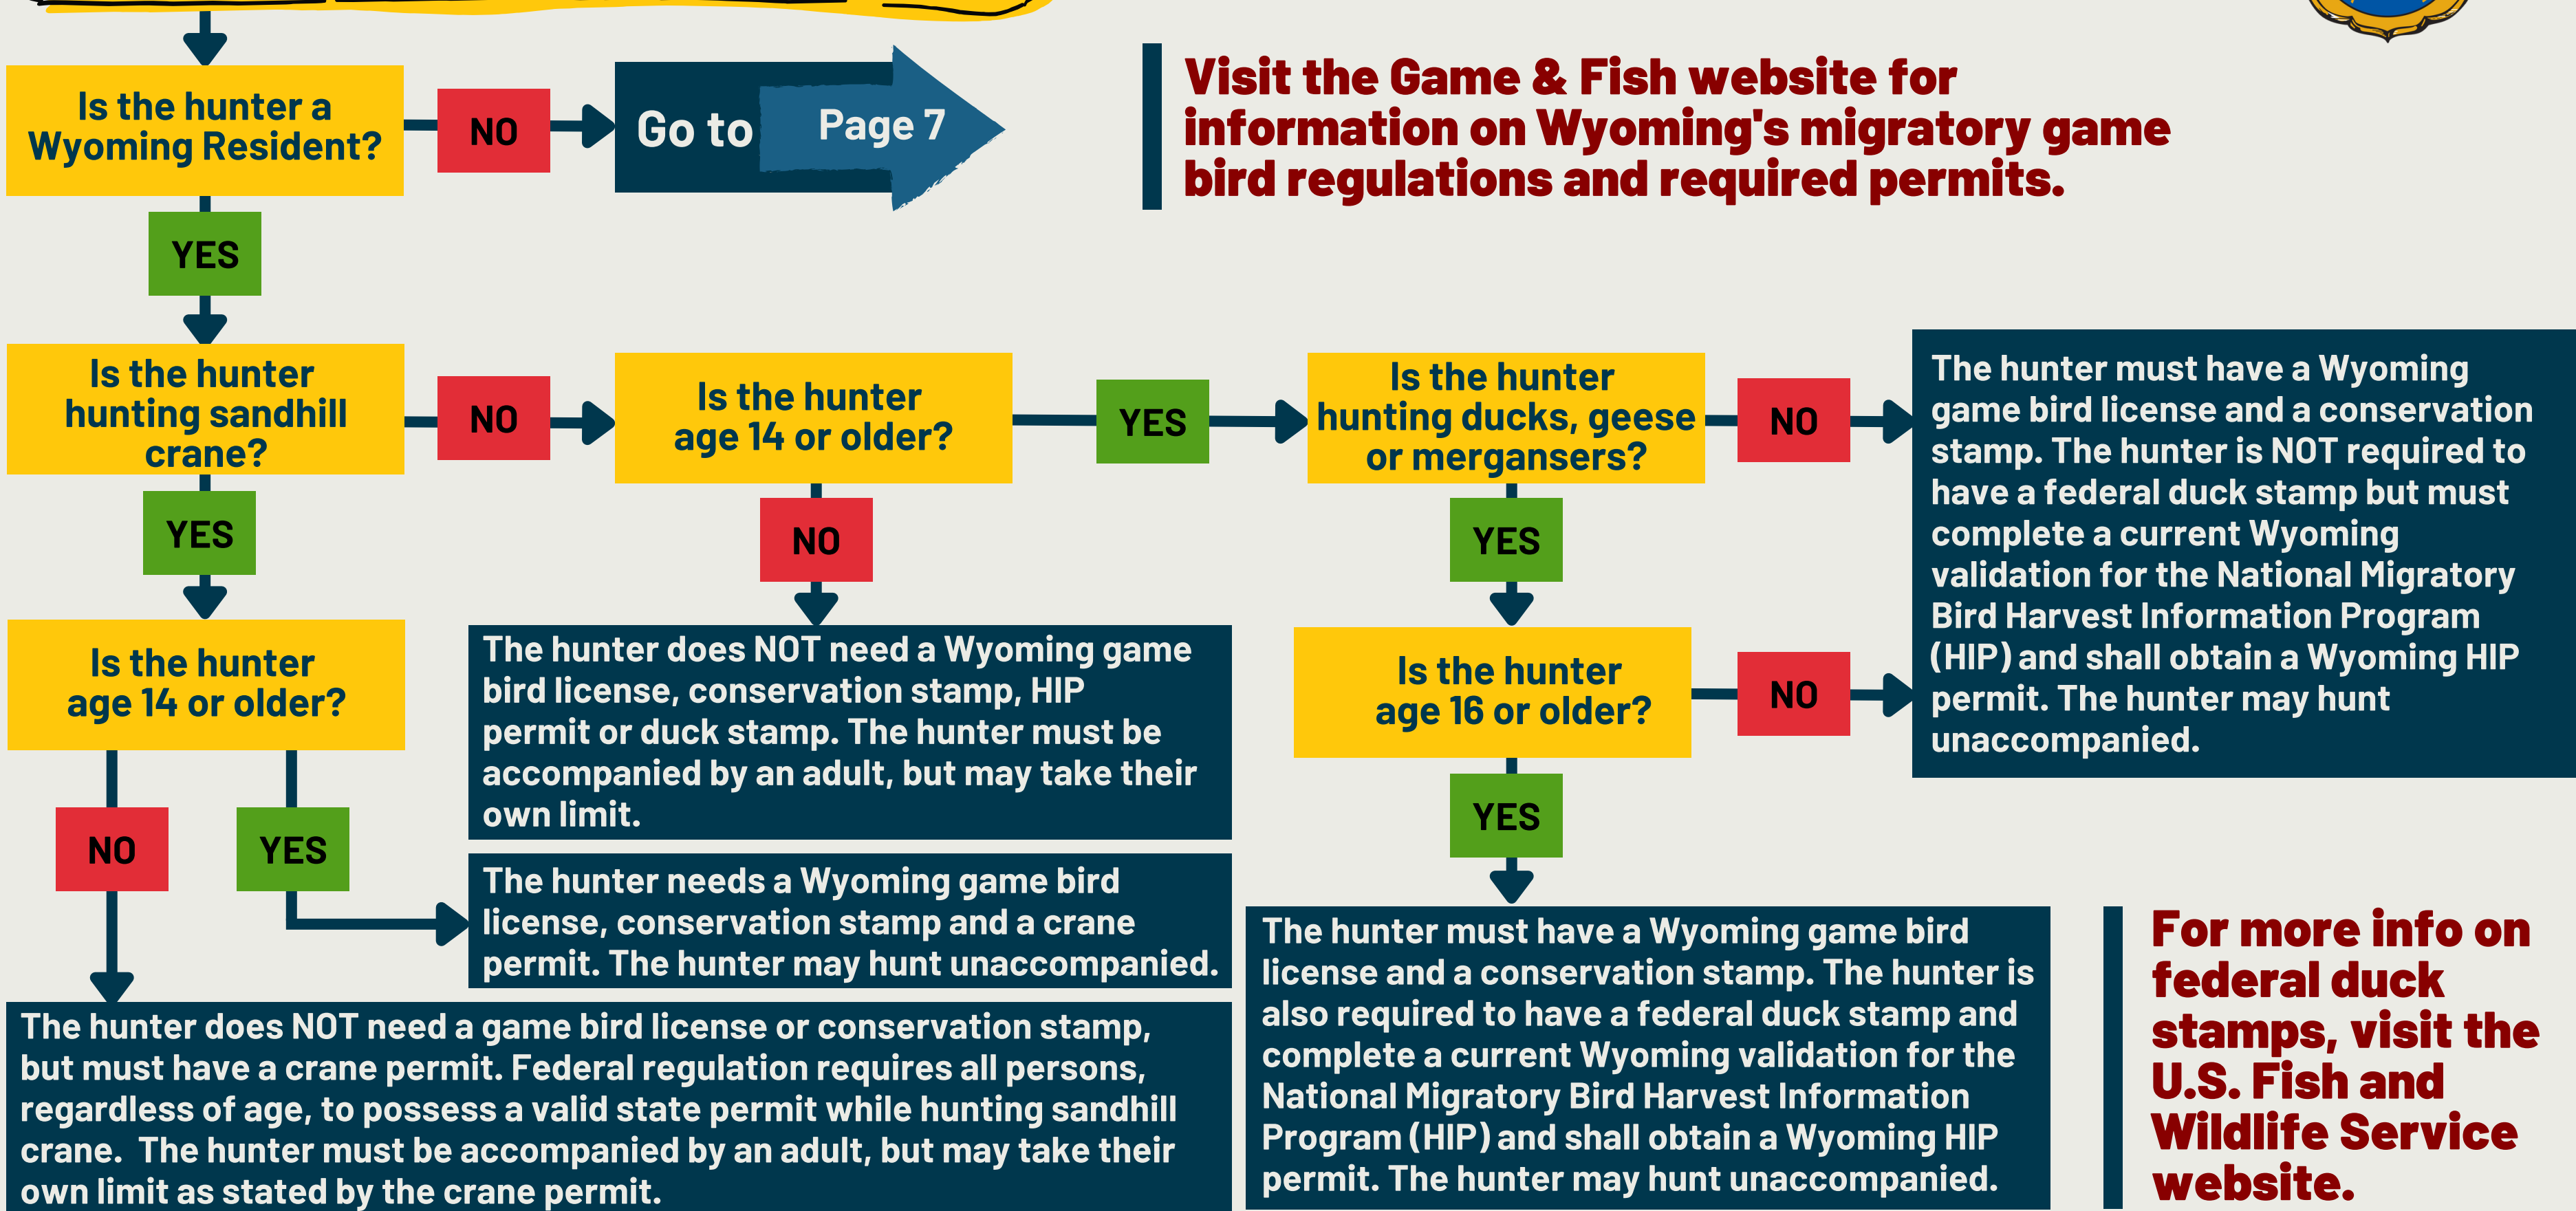 Is the hunter a
Wyoming Resident?
NO
Go to
Page 7
Visit the Game & Fish website for
information on Wyoming's migratory game
bird regulations and required permits.
YES
Is the hunter
hunting sandhill
crane?
NO
Is the hunter
age 14 or older?
YES
Is the hunter
hunting ducks, geese
or mergansers?
NO
The hunter must have a Wyoming
game bird license and a conservation
stamp. The hunter is NOT required to
have a federal duck stamp but must
complete a current Wyoming
validation for the National Migratory
Bird Harvest Information Program
(HIP) and shall obtain a Wyoming HIP
permit. The hunter may hunt
unaccompanied.
YES
NO
YES
Is the hunter
age 14 or older?
The hunter does NOT need a Wyoming game
bird license, conservation stamp, HIP
permit or duck stamp. The hunter must be
accompanied by an adult, but may take their
own limit.
Is the hunter
age 16 or older?
NO
NO
YES
YES
The hunter needs a Wyoming game bird
license, conservation stamp and a crane
permit. The hunter may hunt unaccompanied.
The hunter does NOT need a game bird license or conservation stamp,
but must have a crane permit. Federal regulation requires all persons,
regardless of age, to possess a valid state permit while hunting sandhill
crane.  The hunter must be accompanied by an adult, but may take their
own limit as stated by the crane permit.
The hunter must have a Wyoming game bird
license and a conservation stamp. The hunter is
also required to have a federal duck stamp and
complete a current Wyoming validation for the
National Migratory Bird Harvest Information
Program (HIP) and shall obtain a Wyoming HIP
permit. The hunter may hunt unaccompanied.
For more info on
federal duck
stamps, visit the
U.S. Fish and
Wildlife Service
website.